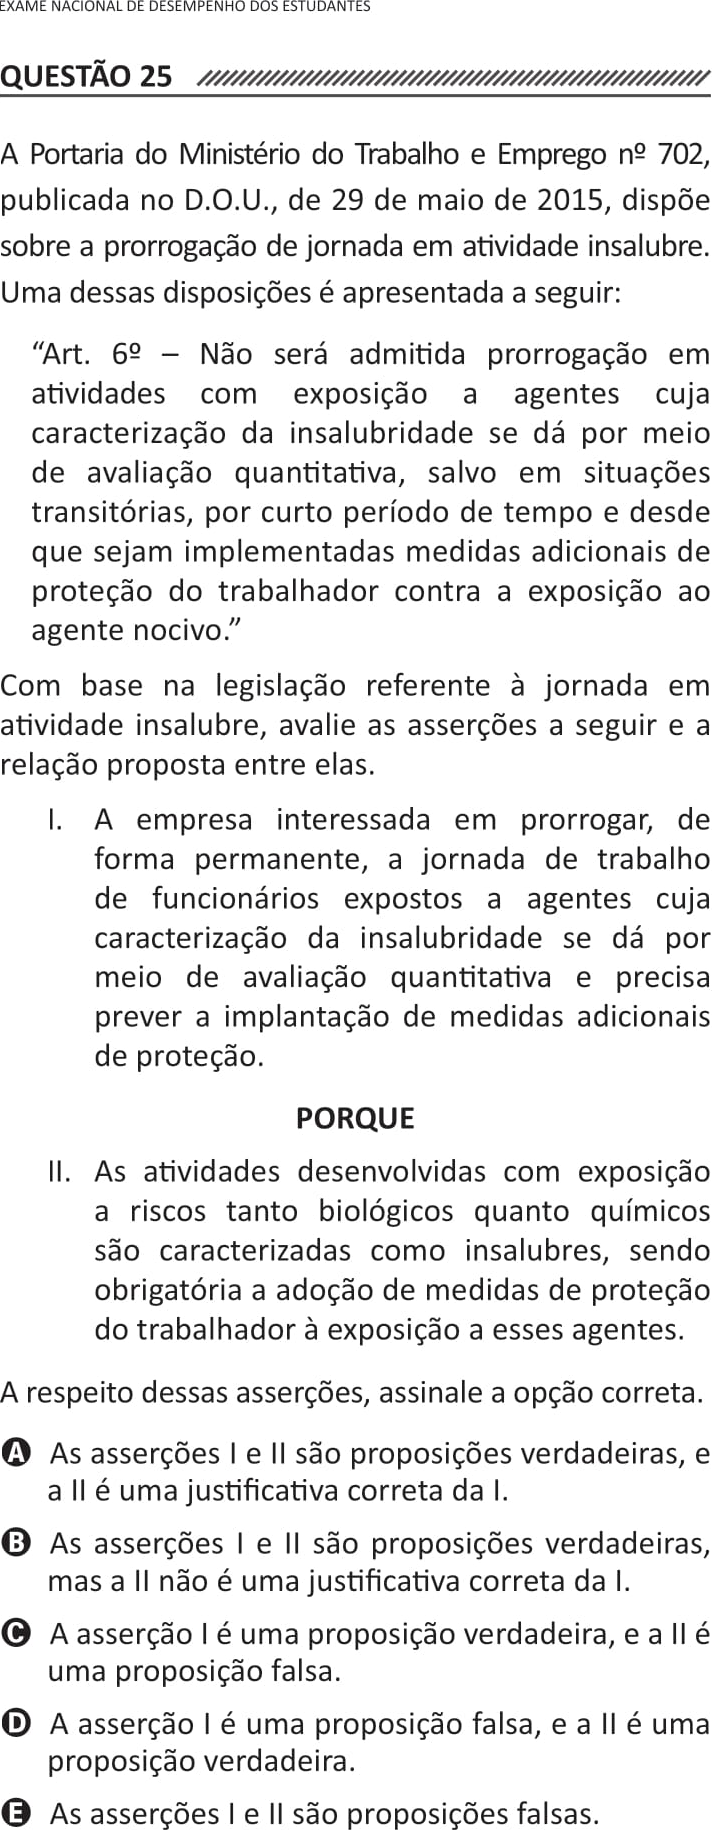 EXAME NACIONAL DE DESEMPENHO DOS ESTUDANTES
QUESTÃO 25
A Portaria do Ministério do Trabalho e Emprego nº 702,
publicada no D.O.U., de 29 de maio de 2015, dispõe
sobre a prorrogação de jornada em atividade insalubre.
Uma dessas disposições é apresentada a seguir:
“Art. 6º – Não será admitida prorrogação em
atividades com exposição a agentes cuja
caracterização da insalubridade se dá por meio
de avaliação quantitativa, salvo em situações
transitórias, por curto período de tempo e desde
que sejam implementadas medidas adicionais de
proteção do trabalhador contra a exposição ao
agente nocivo.”
Com base na legislação referente à jornada em
atividade insalubre, avalie as asserções a seguir e a
relação proposta entre elas.
I. A empresa interessada em prorrogar, de
forma permanente, a jornada de trabalho
de funcionários expostos a agentes cuja
caracterização da insalubridade se dá por
meio de avaliação quantitativa e precisa
prever a implantação de medidas adicionais
de proteção.
PORQUE
II. As atividades desenvolvidas com exposição
a riscos tanto biológicos quanto químicos
são caracterizadas como insalubres, sendo
obrigatória a adoção de medidas de proteção
do trabalhador à exposição a esses agentes.
A respeito dessas asserções, assinale a opção correta.
A As asserções I e II são proposições verdadeiras, e
a II é uma justificativa correta da I.
B As asserções I e II são proposições verdadeiras,
mas a II não é uma justificativa correta da I.
C A asserção I é uma proposição verdadeira, e a II é
uma proposição falsa.
D A asserção I é uma proposição falsa, e a II é uma
proposição verdadeira.
E As asserções I e II são proposições falsas.